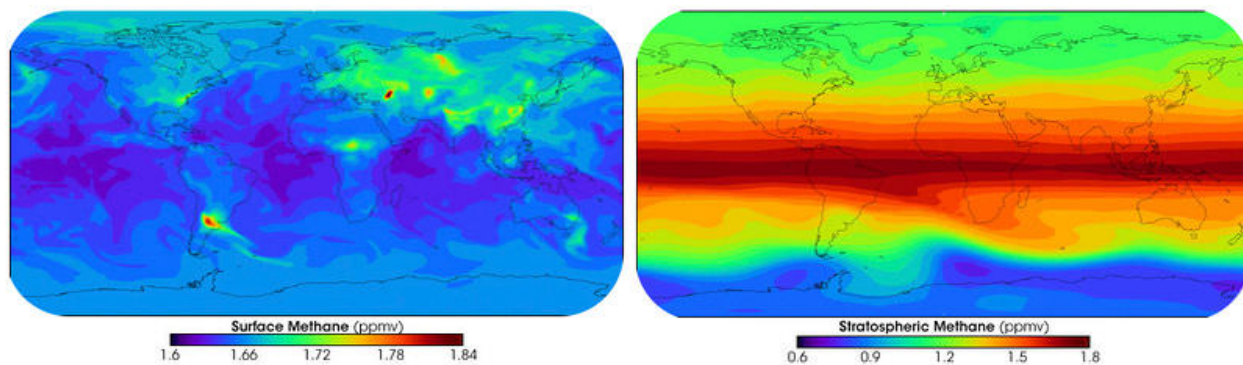 Surface Methane (ppmv)
1.6 1.66 1.72 1.78 1.84
Stratospheric Methane (ppmv)
0.6 0.9 1.2 1.5 1.8